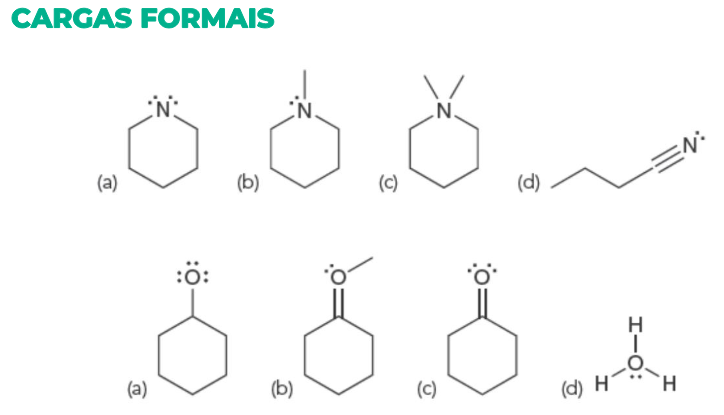 CARGAS FORMAIS
N N N N
(a) (b) (c) (d)
O O O
H
O
H H
(a) (b) (c) (d)